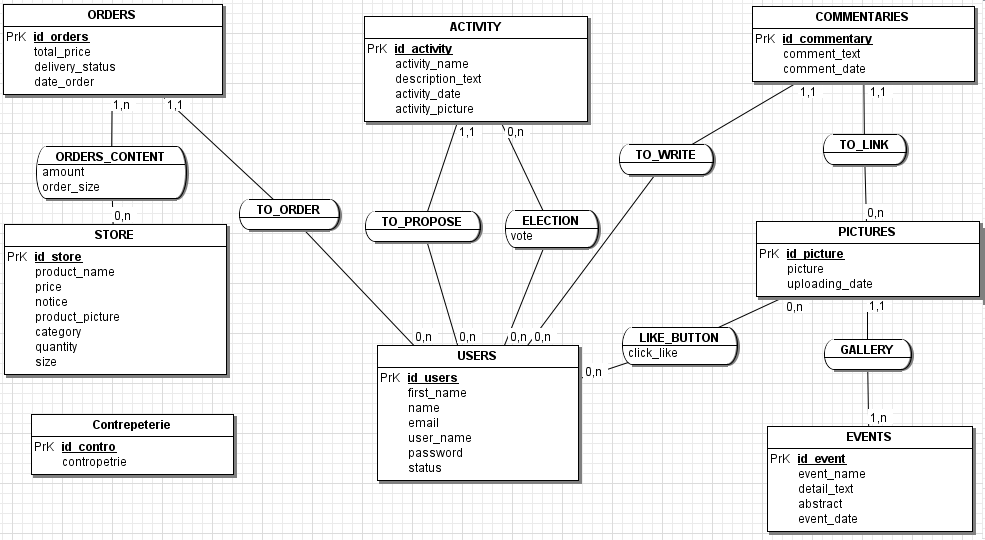 ORDERS
PrK id_orders
total_price
delivery_status
date_order
ACTIVITY
PrK id_activity
activity_name
description_text
activity_date
activity_picture
COMMENTARIES
PrK id_commentary
comment_text
comment_date
1,n
1,1
1,1
0,n
1,1
1,1
ORDERS_CONTENT
amount
order_size
TO_WRITE
TO_LINK
TO_ORDER
TO_PROPOSE
ELECTION
vote
0,n
0,n
STORE
PrK id_store
product_name
price
notice
product_picture
category
quantity
size
PICTURES
PrK id_picture
picture
uploading_date
0,n
1,1
0,n
0,n
0,n
0,n
LIKE_BUTTON
click_like
GALLERY
0,n
USERS
PrK id_users
first_name
name
email
user_name
password
status
Contrepeterie
PrK id_contro
contropetrie
1,n
EVENTS
PrK id_event
event_name
detail_text
abstract
event_date